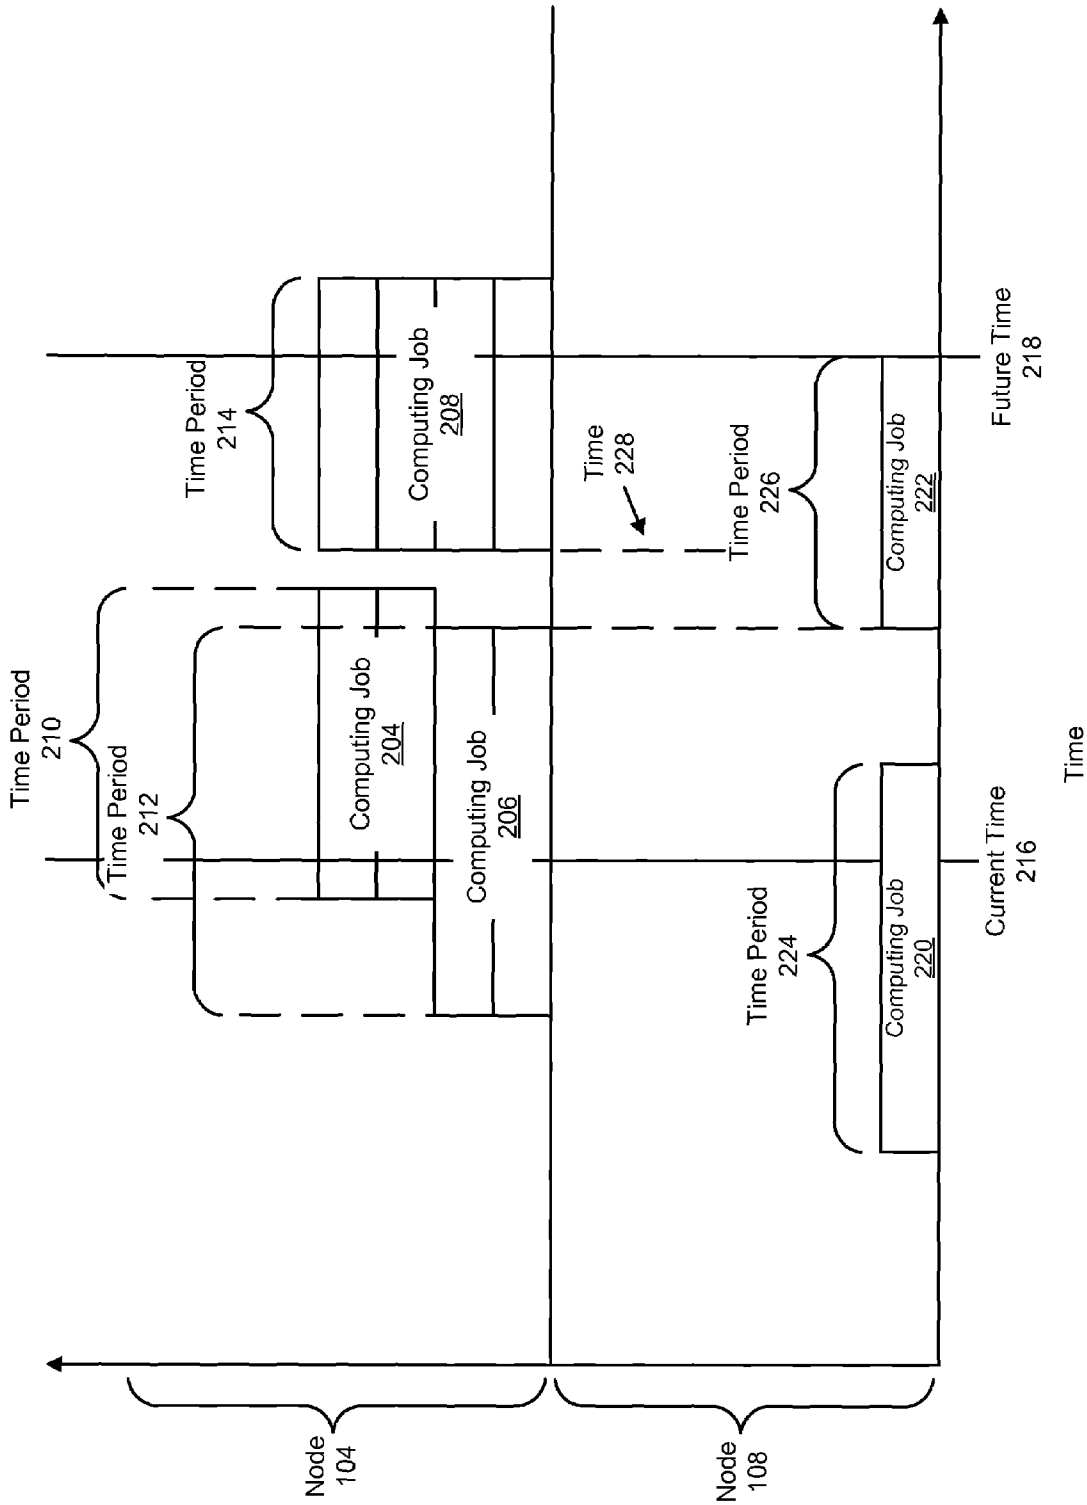 Time Period
210
Time Period
212
Time Period
214
Computing Job
204
Computing Job
206
Computing Job
208
Node
104
Time
228
Time Period
224
Time Period
226
Computing Job
220
Computing Job
222
Node
108
Current Time
216
Future Time
218
Time